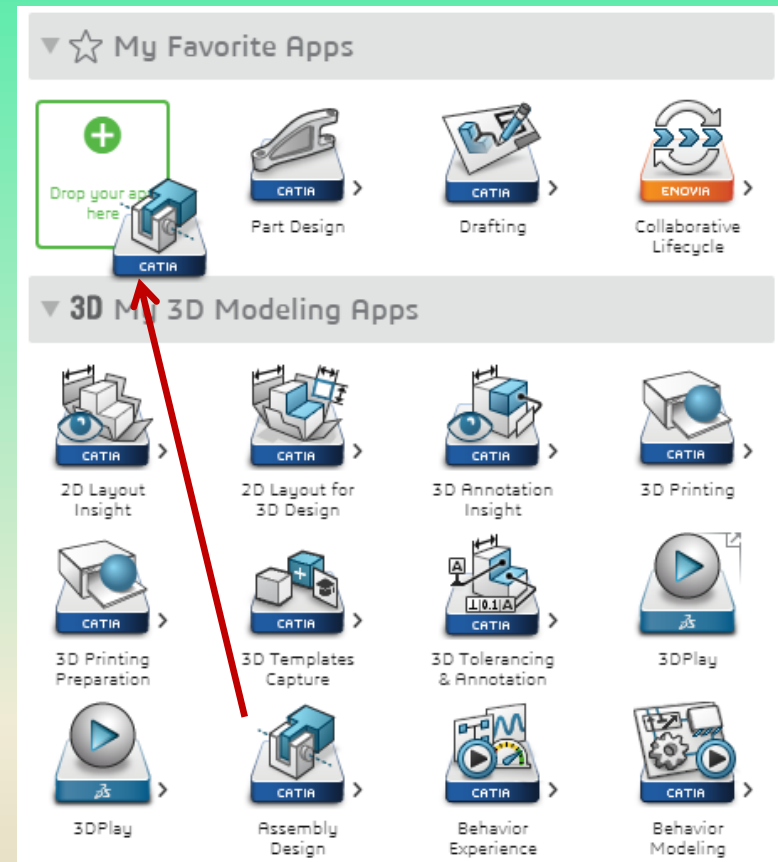 My Favorite Apps
Drop your app
here
CATIA
CATIA
CATIA
ENOVIA
Part Design
Drafting
Collaborative
Lifecycle
3D My 3D Modeling Apps
CATIA
CATIA
CATIA
CATIA
2D Layout
Insight
2D Layout for
3D Design
3D Annotation
Insight
3D Printing
A
⊥ 0.1 A
CATIA
CATIA
CATIA
3DS
3D Printing
Preparation
3D Templates
Capture
3D Tolerancing
& Annotation
3DPlay
3DS
CATIA
CATIA
CATIA
3DPlay
Assembly
Design
Behavior
Experience
Behavior
Modeling